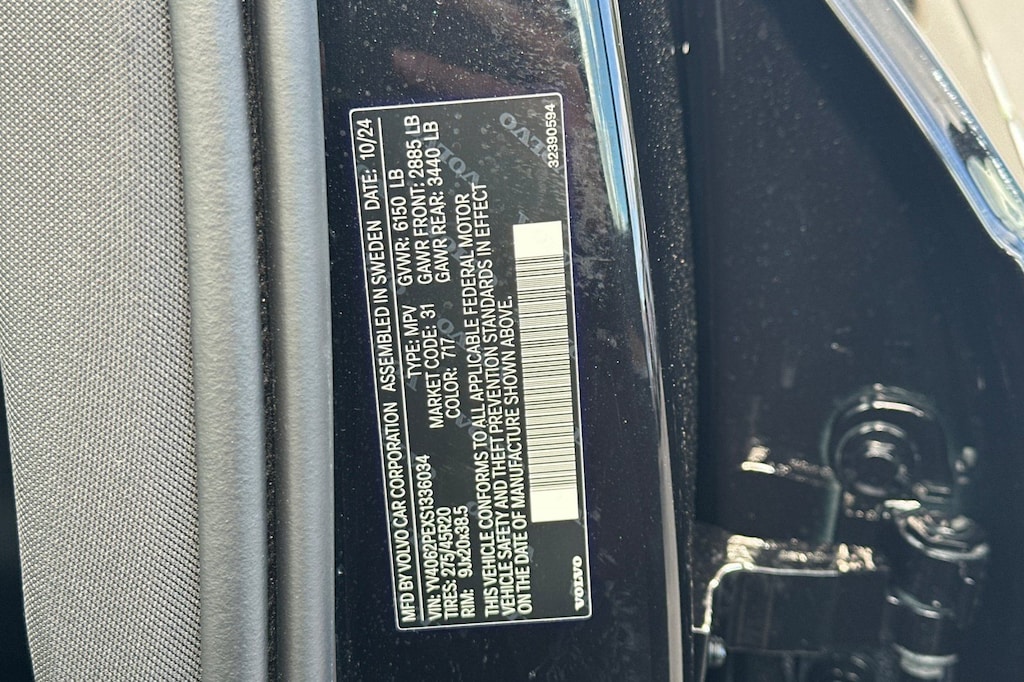 MFD BY VOLVO CAR CORPORATION ASSEMBLED IN SWEDEN DATE: 10/24
VIN: YV4062PEXS1336034 TYPE: MPV GVWR: 6150 LB
TIRES: 275/45R20 MARKET CODE: 31 GAWR FRONT: 2885 LB
RIM: 9Jx20x38.5 COLOR: 717 GAWR REAR: 3440 LB
THIS VEHICLE CONFORMS TO ALL APPLICABLE FEDERAL MOTOR
VEHICLE SAFETY AND THEFT PREVENTION STANDARDS IN EFFECT
ON THE DATE OF MANUFACTURE SHOWN ABOVE.
VOLVO 32390594